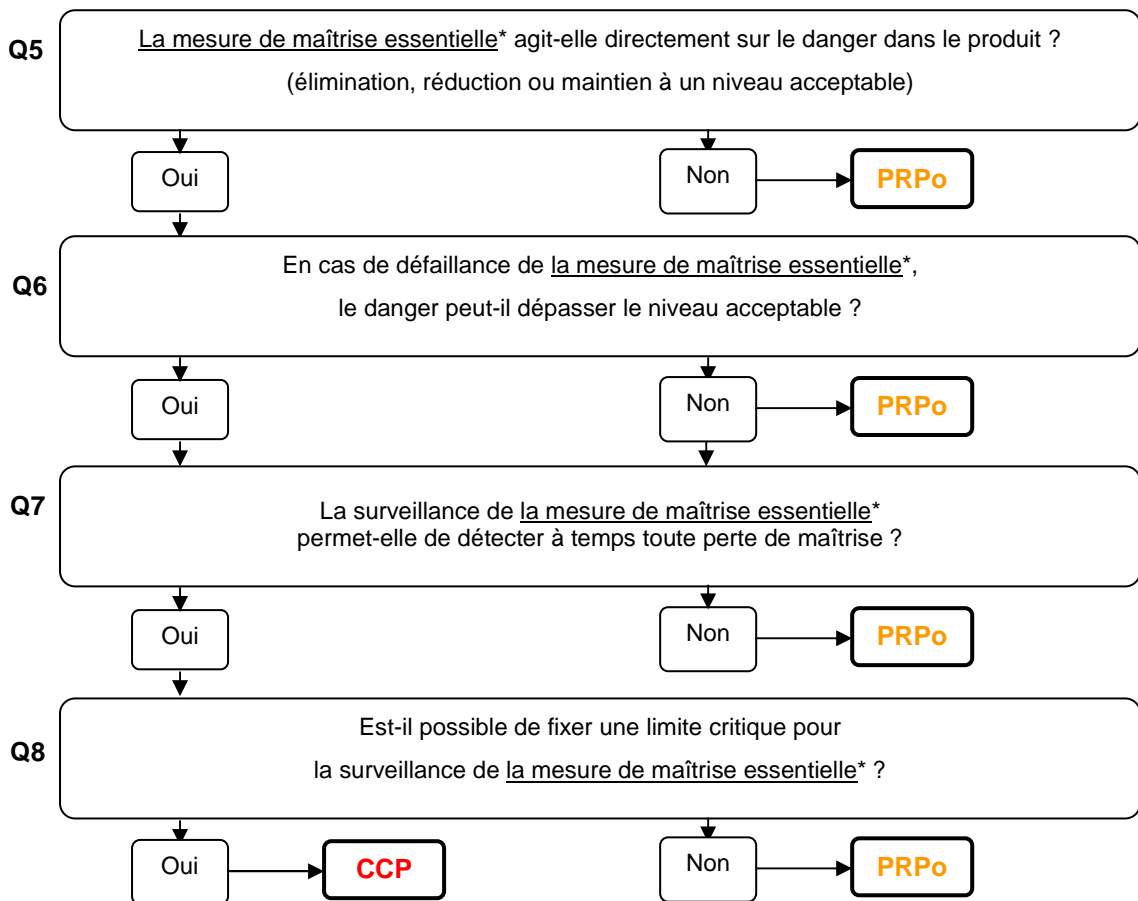 Q5
La mesure de maîtrise essentielle* agit-elle directement sur le danger dans le produit ?
(élimination, réduction ou maintien à un niveau acceptable)
Oui
Non
PRPo
Q6
En cas de défaillance de la mesure de maîtrise essentielle*,
le danger peut-il dépasser le niveau acceptable ?
Oui
Non
PRPo
Q7
La surveillance de la mesure de maîtrise essentielle*
permet-elle de détecter à temps toute perte de maîtrise ?
Oui
Non
PRPo
Q8
Est-il possible de fixer une limite critique pour
la surveillance de la mesure de maîtrise essentielle* ?
Oui
CCP
Non
PRPo